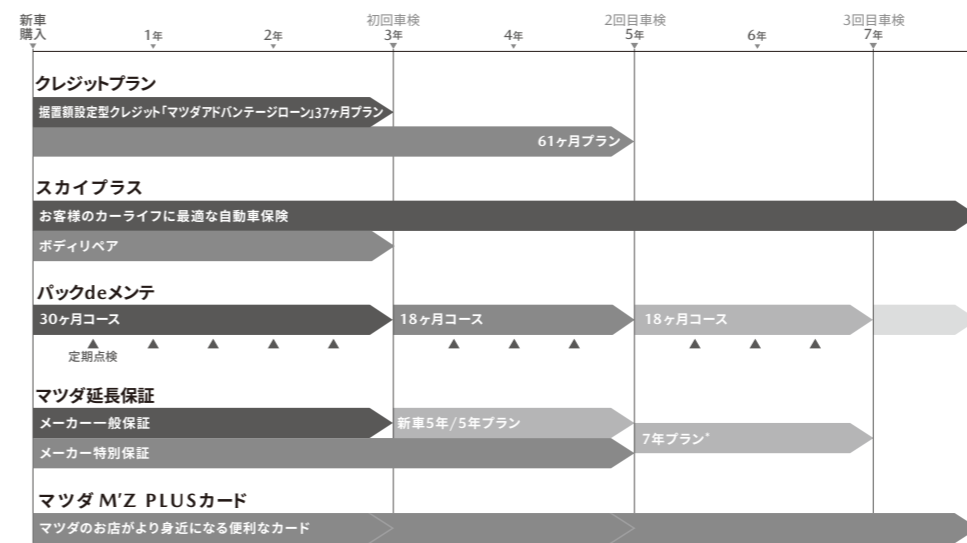 新車
購入
1年
2年
初回車検
3年
4年
2回目車検
5年
6年
3回目車検
7年
クレジットプラン
据置額設定型クレジット「マツダアドバンテージローン」37ヶ月プラン
61ヶ月プラン
スカイプラス
お客様のカーライフに最適な自動車保険
ボディリペア
パックdeメンテ
30ヶ月コース
18ヶ月コース
18ヶ月コース
定期点検
マツダ延長保証
メーカー一般保証
新車5年/5年プラン
7年プラン*
メーカー特別保証
マツダ M'Z PLUSカード
マツダのお店がより身近になる便利なカード